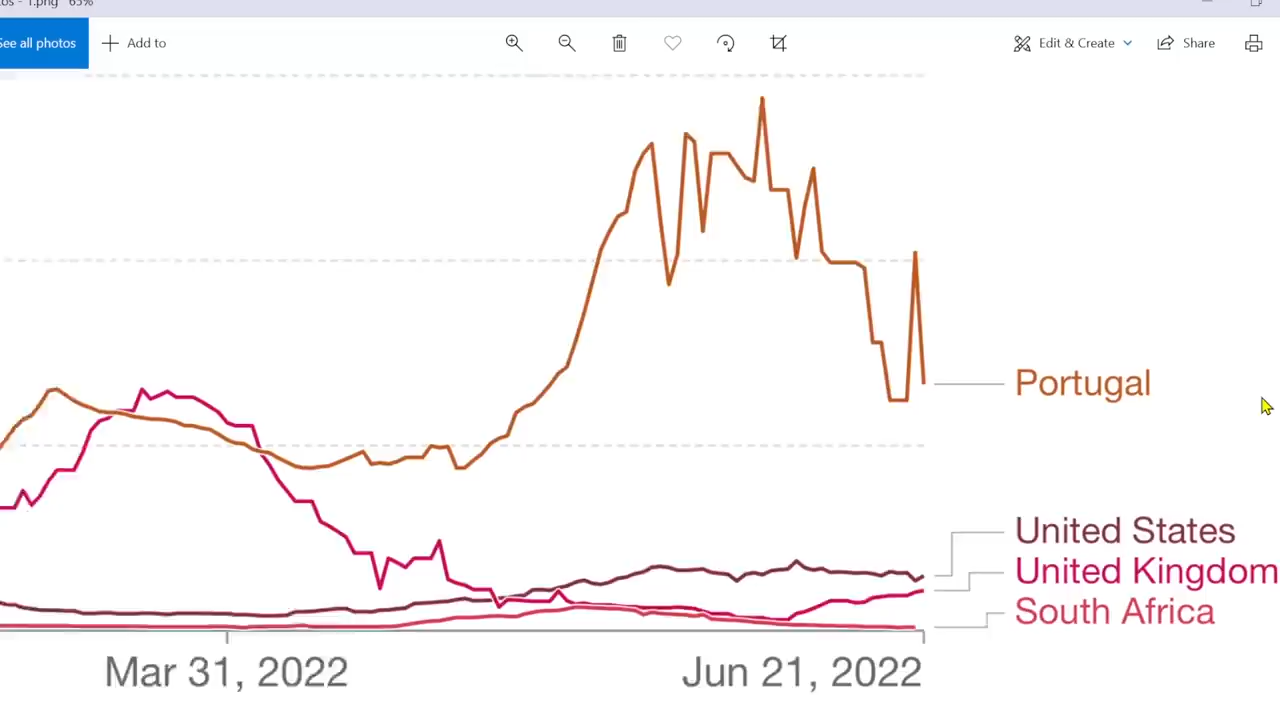 See all photos
Add to
Edit & Create
Share
Portugal
United States
United Kingdom
South Africa
Mar 31, 2022
Jun 21, 2022